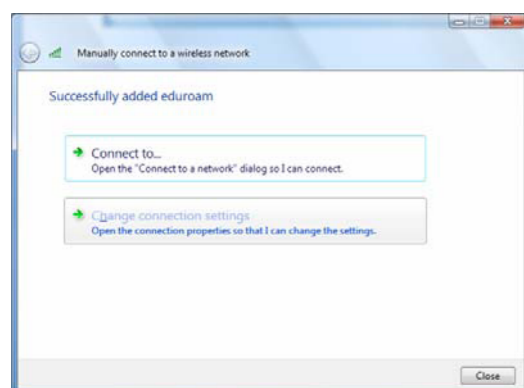 Manually connect to a wireless network
Successfully added eduroam
Connect to...
Open the "Connect to a network" dialog so I can connect.
Change connection settings
Open the connection properties so that I can change the settings.
Close